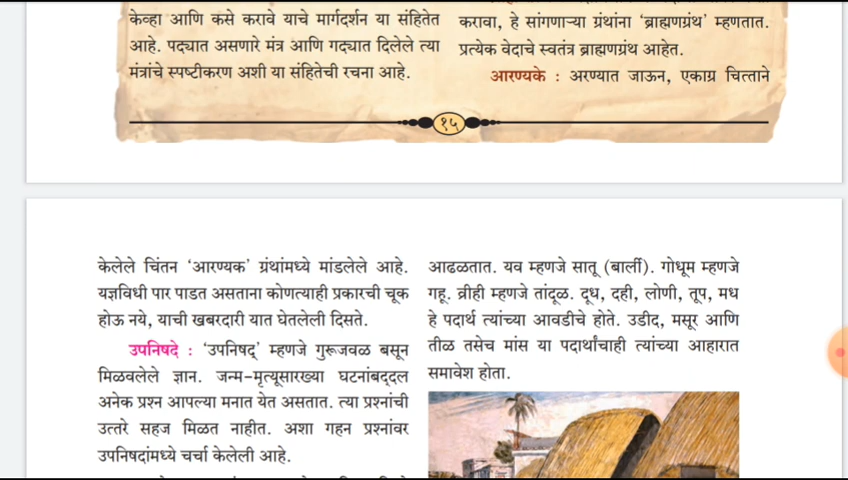 केव्हा आणि कसे करावे याचे मार्गदर्शन या संहितेत
आहे. पद्यात असणारे मंत्र आणि गद्यात दिलेले त्या
मंत्रांचे स्पष्टीकरण अशी या संहितेची रचना आहे.
करावा, हे सांगणाऱ्या ग्रंथांना ‘ब्राह्मणग्रंथ’ म्हणतात.
प्रत्येक वेदाचे स्वतंत्र ब्राह्मणग्रंथ आहेत.
आरण्यके : अरण्यात जाऊन, एकाग्र चित्ताने
१५
केलेले चिंतन ‘आरण्यक’ ग्रंथांमध्ये मांडलेले आहे.
यज्ञविधी पार पाडत असताना कोणत्याही प्रकारची चूक
होऊ नये, याची खबरदारी यात घेतलेली दिसते.
उपनिषदे : ‘उपनिषद्’ म्हणजे गुरूजवळ बसून
मिळवलेले ज्ञान. जन्म-मृत्यूसारख्या घटनांबद्दल
अनेक प्रश्न आपल्या मनात येत असतात. त्या प्रश्नांची
उत्तरे सहज मिळत नाहीत. अशा गहन प्रश्नांवर
उपनिषदांमध्ये चर्चा केलेली आहे.
आढळतात. यव म्हणजे सातू (बार्ली). गोधूम म्हणजे
गहू. व्रीही म्हणजे तांदूळ. दूध, दही, लोणी, तूप, मध
हे पदार्थ त्यांच्या आवडीचे होते. उडीद, मसूर आणि
तीळ तसेच मांस या पदार्थांचाही त्यांच्या आहारात
समावेश होता.